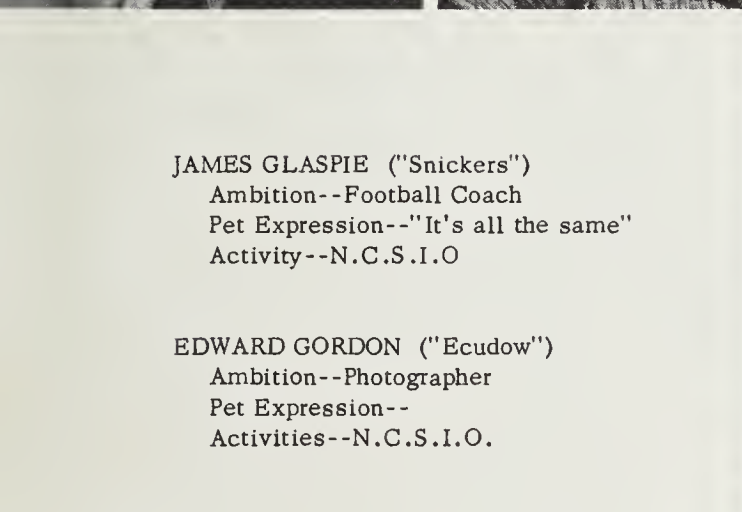 JAMES GLASPIE ("Snickers")
Ambition--Football Coach
Pet Expression--"It's all the same"
Activity--N.C.S.I.O
EDWARD GORDON ("Ecudow")
Ambition--Photographer
Pet Expression--
Activities--N.C.S.I.O.